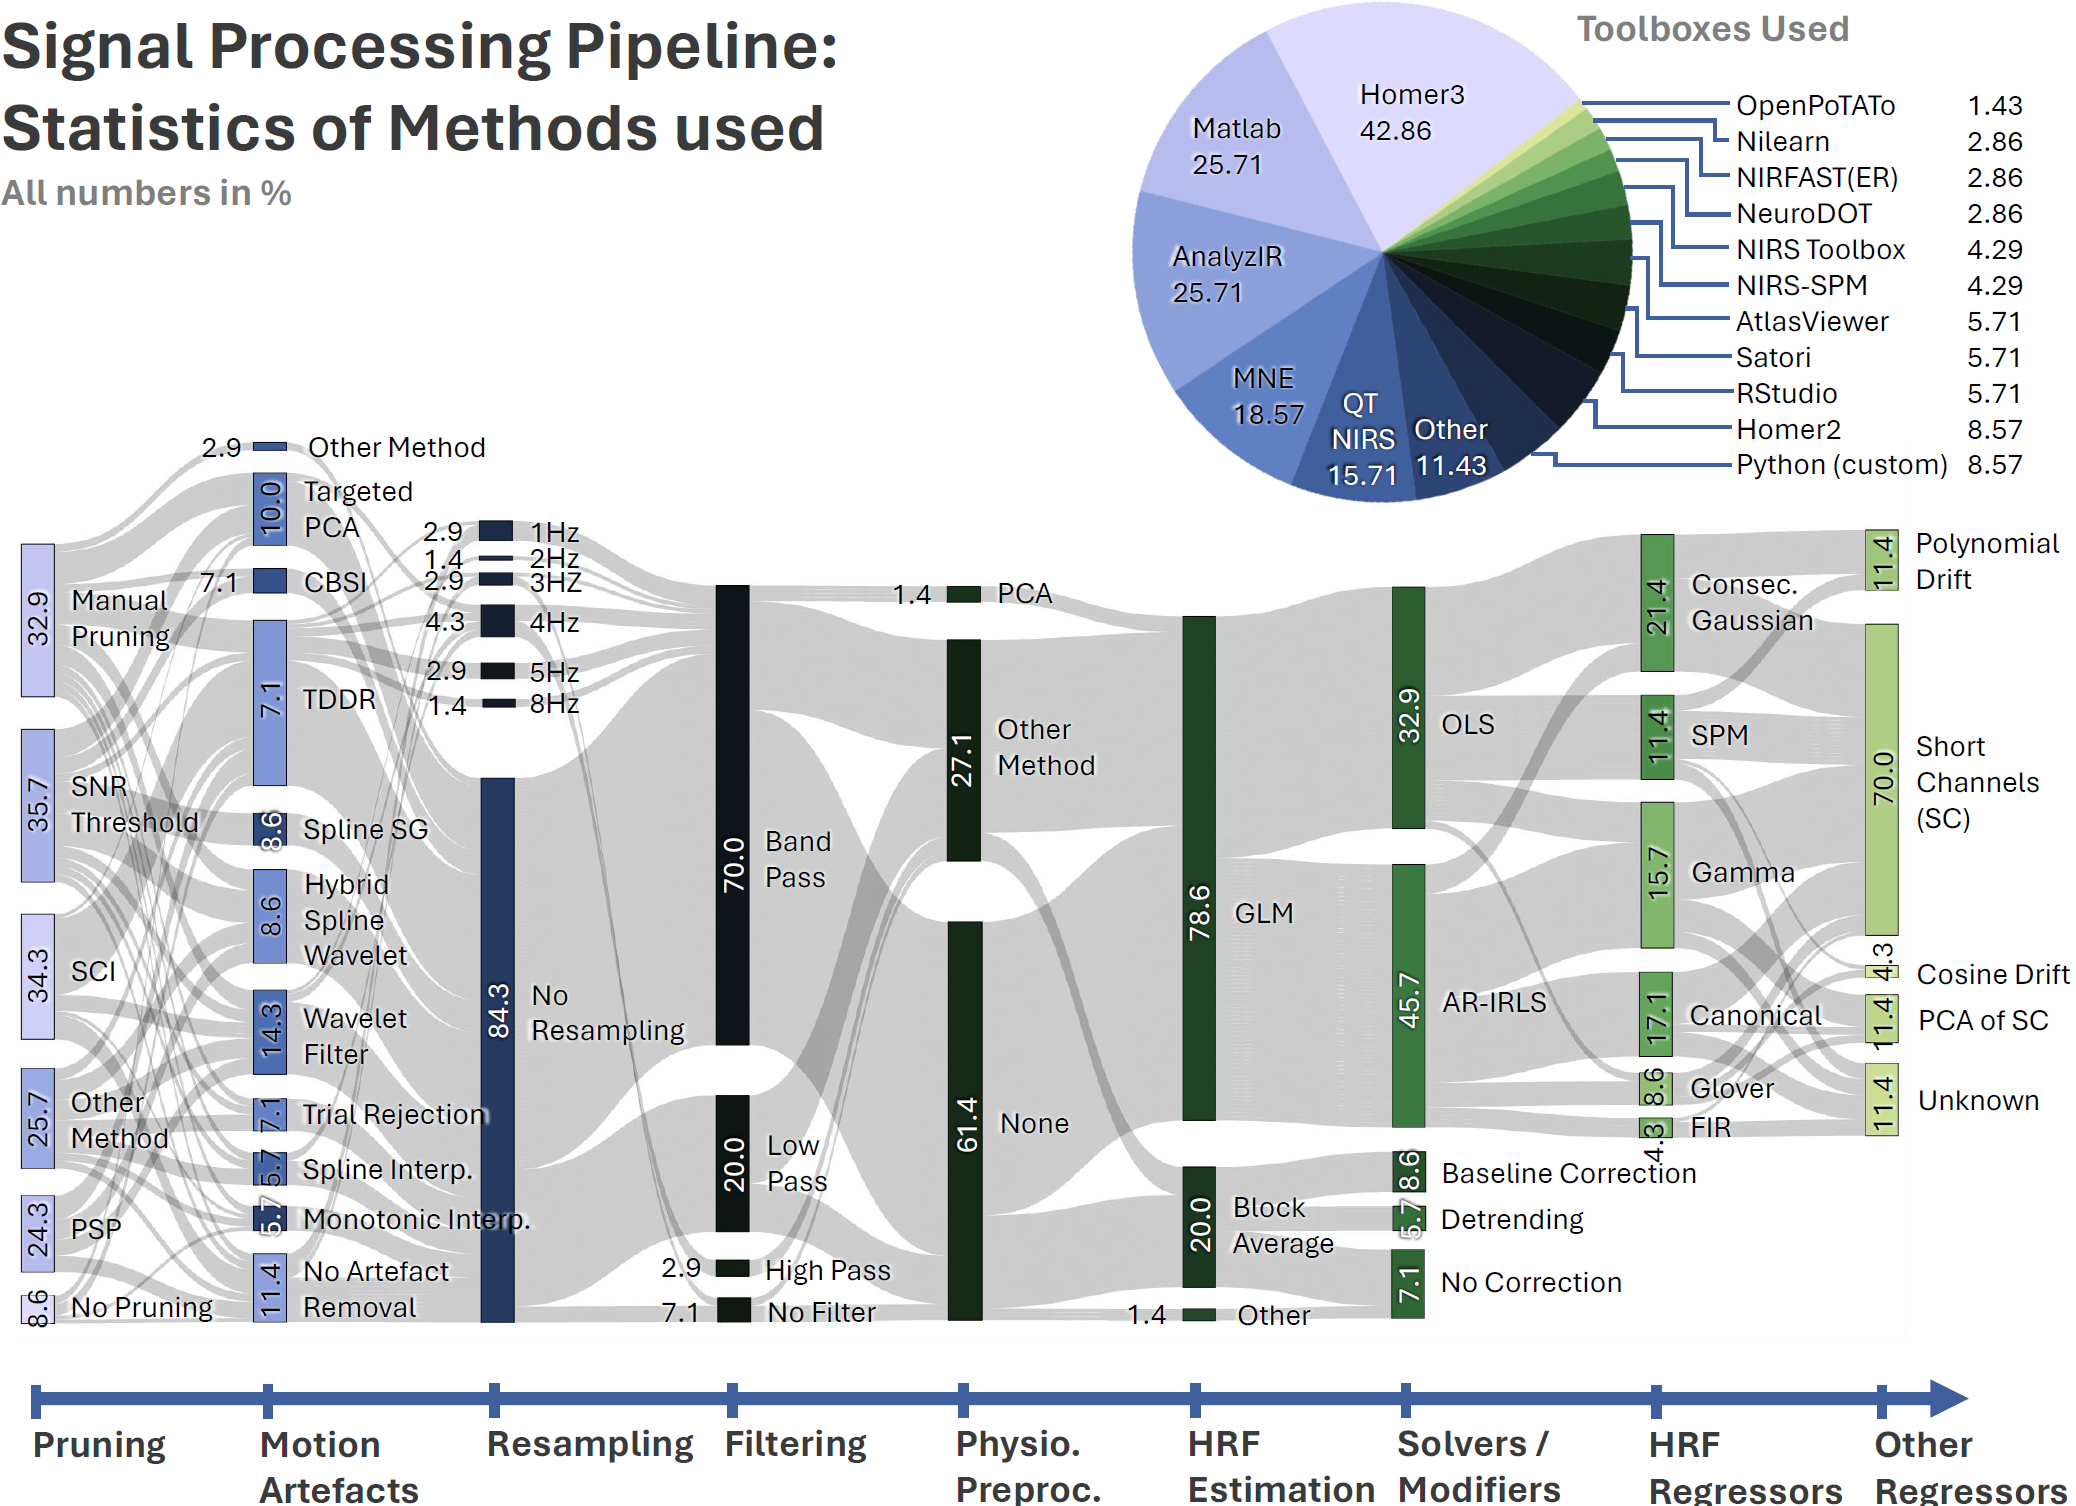 Signal Processing Pipeline:
Statistics of Methods used
All numbers in %
Toolboxes Used
Homer3
42.86
Matlab
25.71
AnalyzIR
25.71
MNE
18.57
QT
NIRS
15.71
Other
11.43
OpenPoTATo 1.43
Nilearn 2.86
NIRFAST(ER) 2.86
NeuroDOT 2.86
NIRS Toolbox 4.29
NIRS-SPM 4.29
AtlasViewer 5.71
Satori 5.71
RStudio 5.71
Homer2 8.57
Python (custom) 8.57
32.9 Manual
Pruning
35.7 SNR
Threshold
34.3 SCI
25.7 Other
Method
24.3 PSP
8.6 No Pruning
2.9 Other Method
10.0 Targeted
PCA
7.1 CBSI
7.1 TDDR
8.6 Spline SG
8.6 Hybrid
Spline
Wavelet
14.3 Wavelet
Filter
7.1 Trial Rejection
5.7 Spline Interp.
5.7 Monotonic Interp.
11.4 No Artefact
Removal
2.9 1Hz
1.4 2Hz
2.9 3HZ
4.3 4Hz
2.9 5Hz
1.4 8Hz
84.3 No
Resampling
70.0 Band
Pass
20.0 Low
Pass
2.9 High Pass
7.1 No Filter
1.4 PCA
27.1 Other
Method
61.4 None
78.6 GLM
20.0 Block
Average
1.4 Other
32.9 OLS
45.7 AR-IRLS
8.6 Baseline Correction
5.7 Detrending
7.1 No Correction
21.4 Consec.
Gaussian
11.4 SPM
15.7 Gamma
17.1 Canonical
8.6 Glover
4.3 FIR
11.4 Polynomial
Drift
70.0 Short
Channels
(SC)
4.3 Cosine Drift
11.4 PCA of SC
11.4 Unknown
Pruning
Motion
Artefacts
Resampling
Filtering
Physio.
Preproc.
HRF
Estimation
Solvers /
Modifiers
HRF
Regressors
Other
Regressors